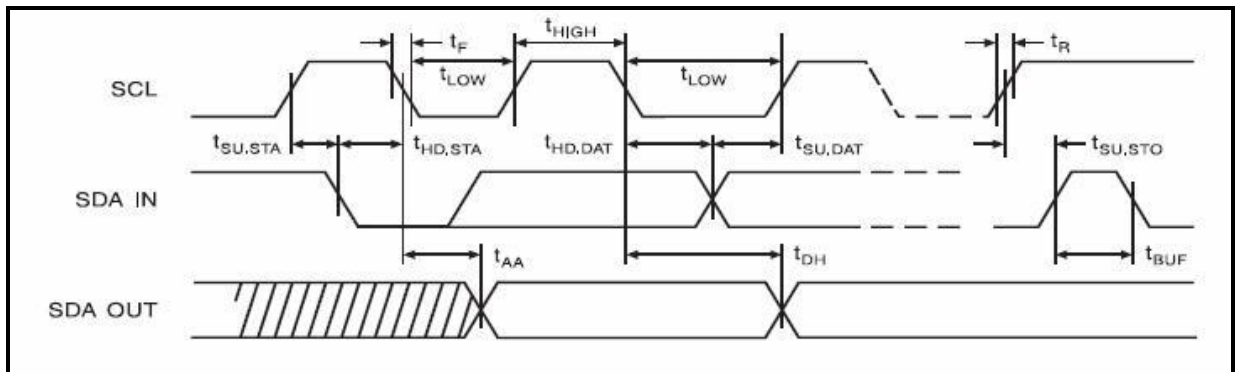 tF
tHIGH
tR
SCL
tLOW
tLOW
tSU.STA
tHD.STA
tHD.DAT
tSU.DAT
tSU.STO
SDA IN
tAA
tDH
tBUF
SDA OUT